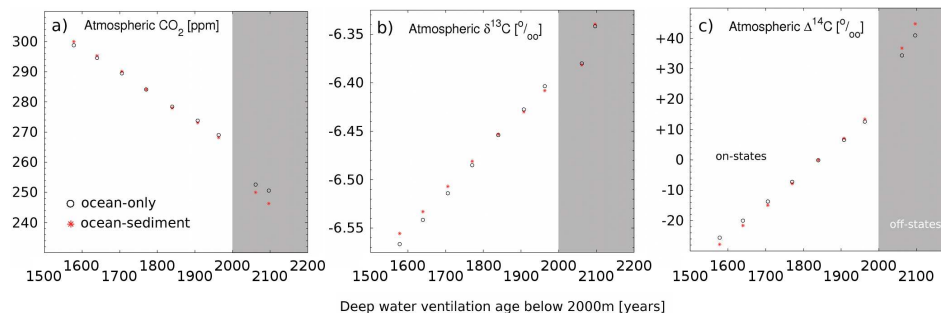 a) Atmospheric CO2 [ppm]
300
290
280
270
260
250
240
ocean-only
ocean-sediment
1500 1600 1700 1800 1900 2000 2100 2200
b) Atmospheric δ13C [o/oo]
-6.35
-6.40
-6.45
-6.50
-6.55
1500 1600 1700 1800 1900 2000 2100 2200
c) Atmospheric Δ14C [o/oo]
+40
+30
+20
+10
0
-10
-20
on-states
off-states
1500 1600 1700 1800 1900 2000 2100
Deep water ventilation age below 2000m [years]